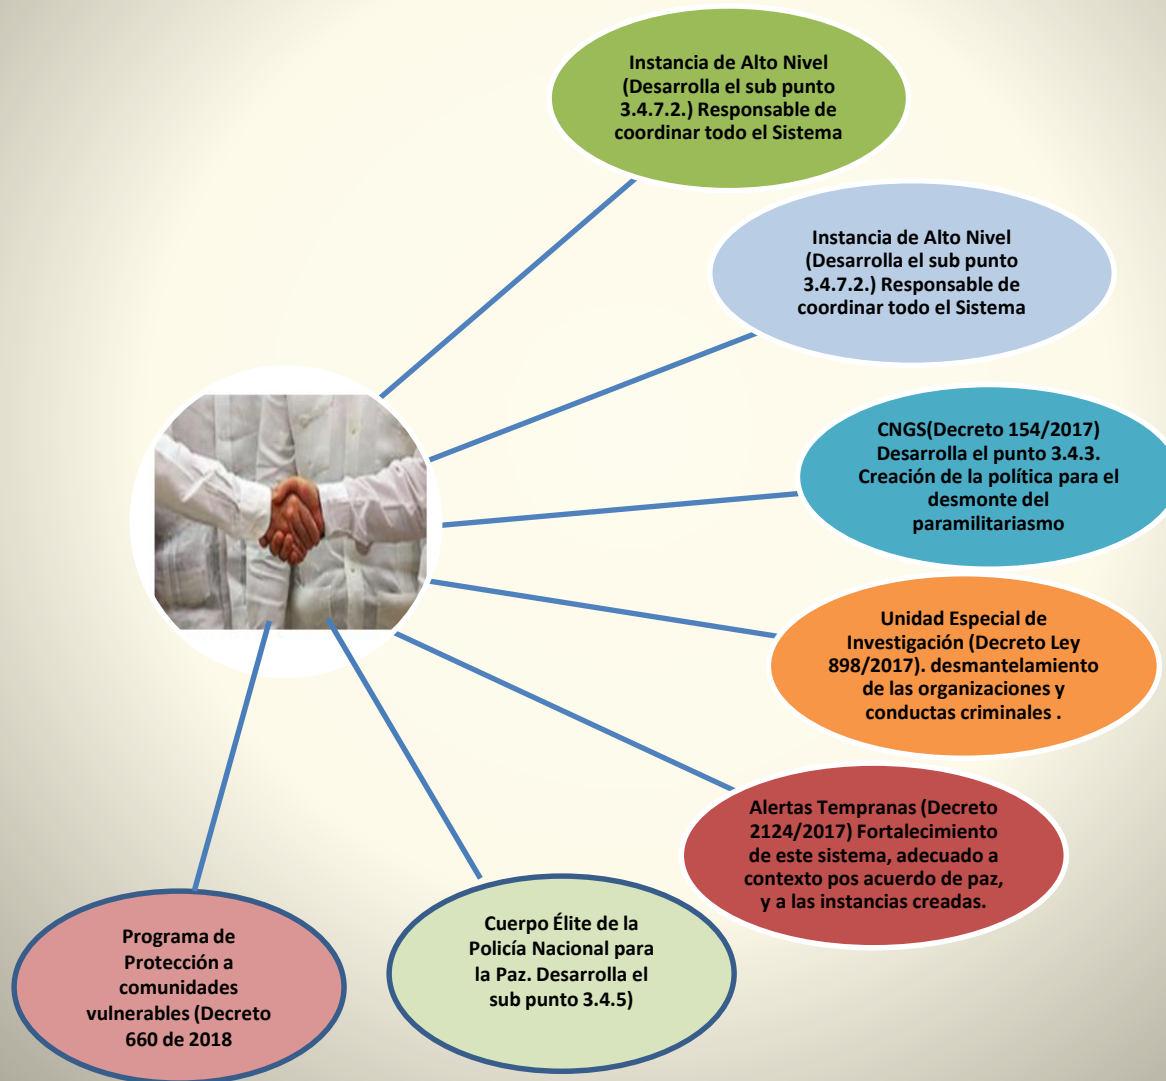 Instancia de Alto Nivel
(Desarrolla el sub punto
3.4.7.2.) Responsable de
coordinar todo el Sistema
Instancia de Alto Nivel
(Desarrolla el sub punto
3.4.7.2.) Responsable de
coordinar todo el Sistema
CNGS(Decreto 154/2017)
Desarrolla el punto 3.4.3.
Creación de la política para el
desmonte del
paramilitariasmo
Unidad Especial de
Investigación (Decreto Ley
898/2017). desmantelamiento
de las organizaciones y
conductas criminales .
Alertas Tempranas (Decreto
2124/2017) Fortalecimiento
de este sistema, adecuado a
contexto pos acuerdo de paz,
y a las instancias creadas.
Cuerpo Élite de la
Policía Nacional para
la Paz. Desarrolla el
sub punto 3.4.5)
Programa de
Protección a
comunidades
vulnerables (Decreto
660 de 2018